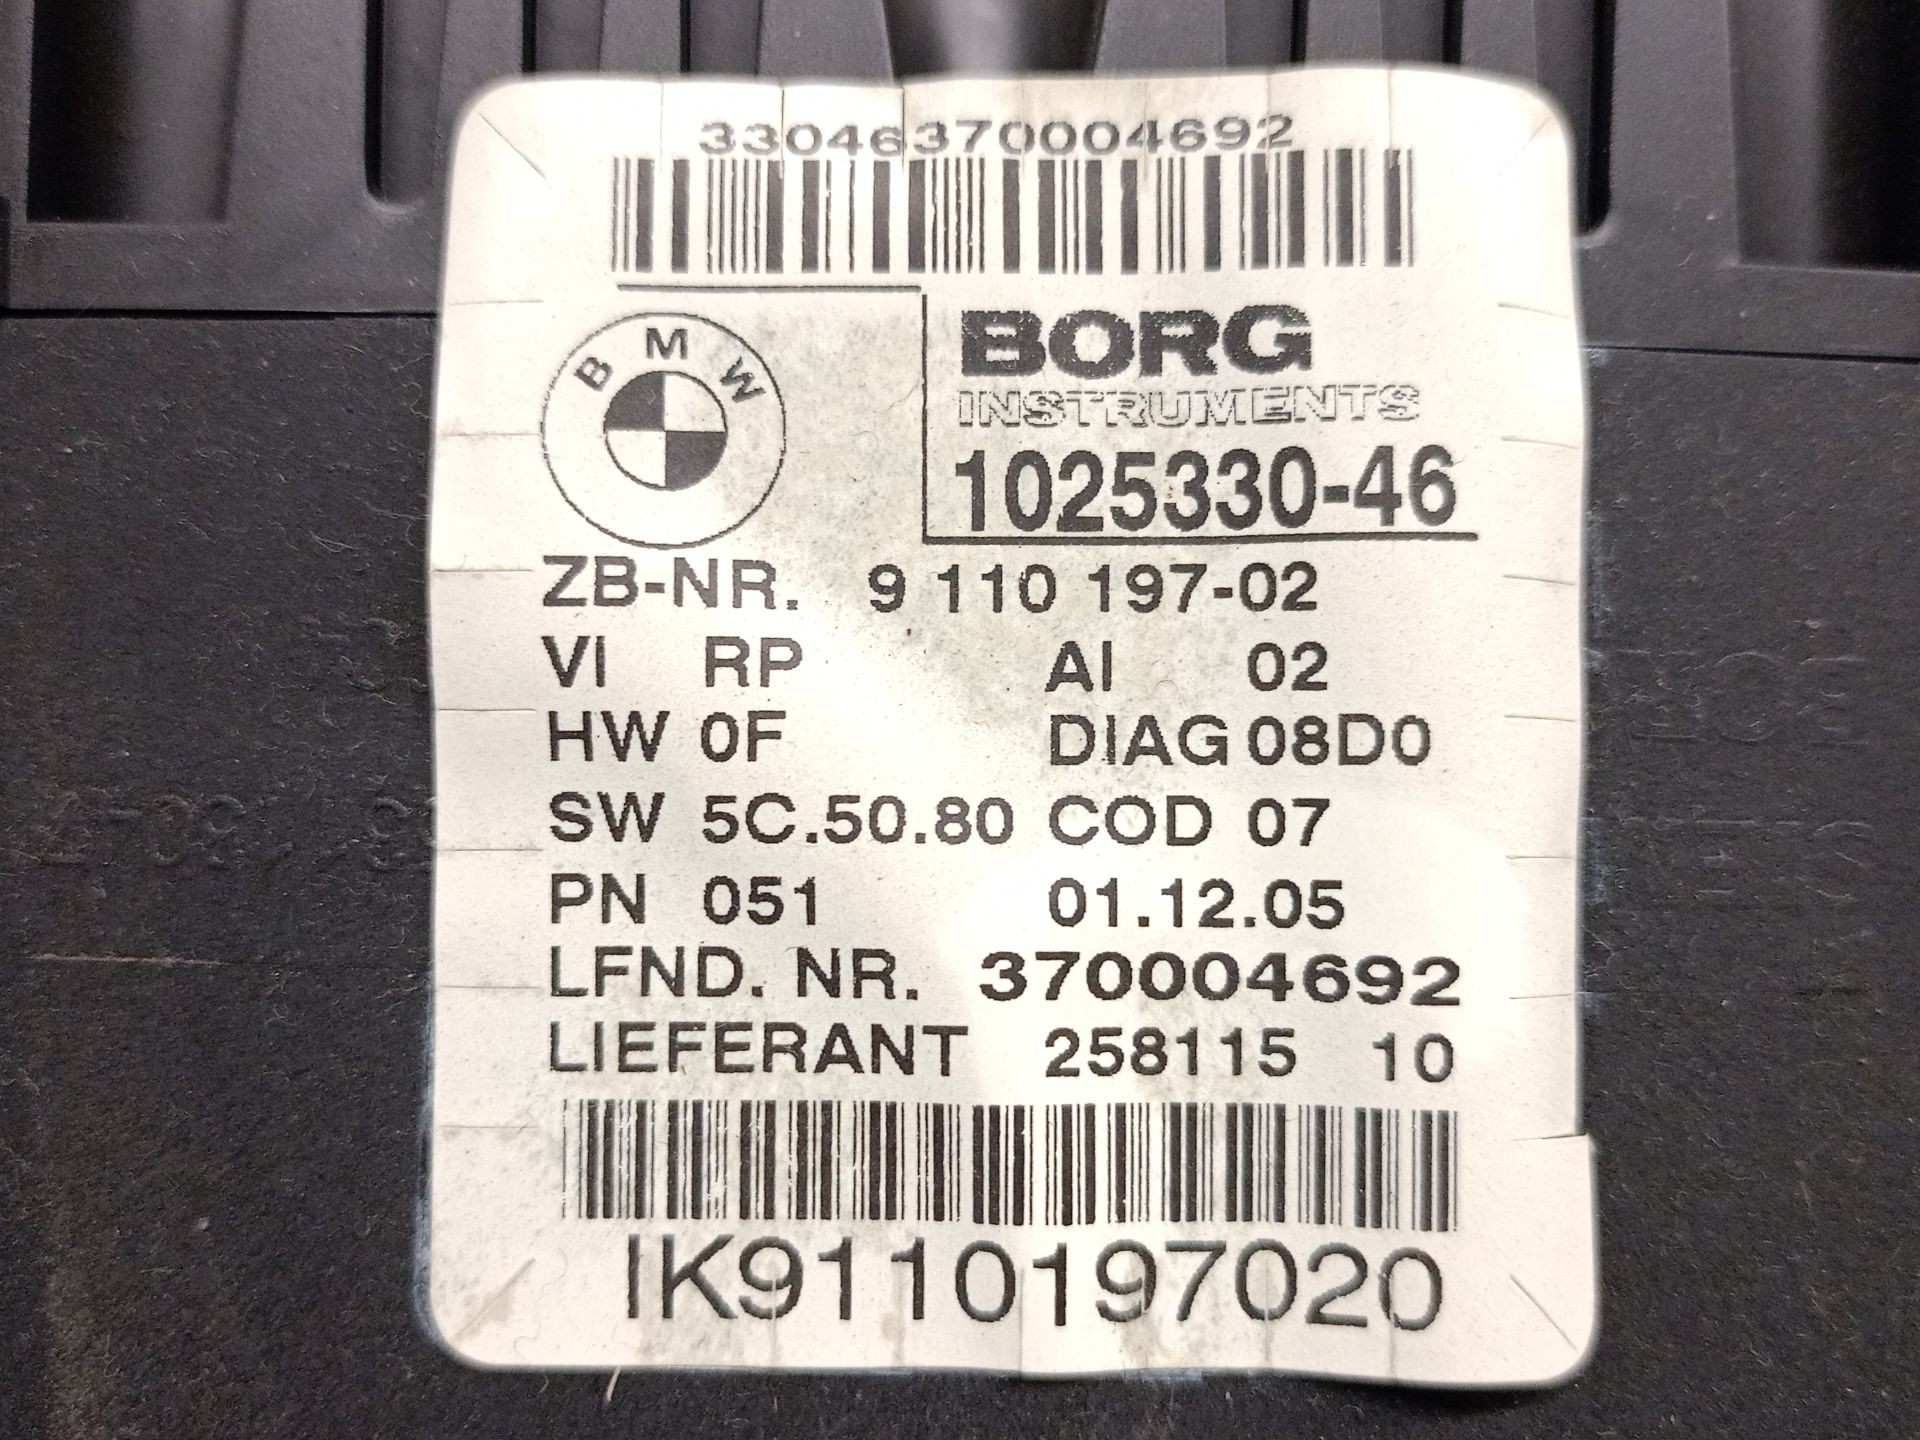 33046370004692
BMW
BORG
INSTRUMENTS
1025330-46
ZB-NR. 9 110 197-02
VI RP AI 02
HW 0F DIAG 08D0
SW 5C.50.80 COD 07
PN 051 01.12.05
LFND. NR. 370004692
LIEFERANT 258115 10
IK9110197020